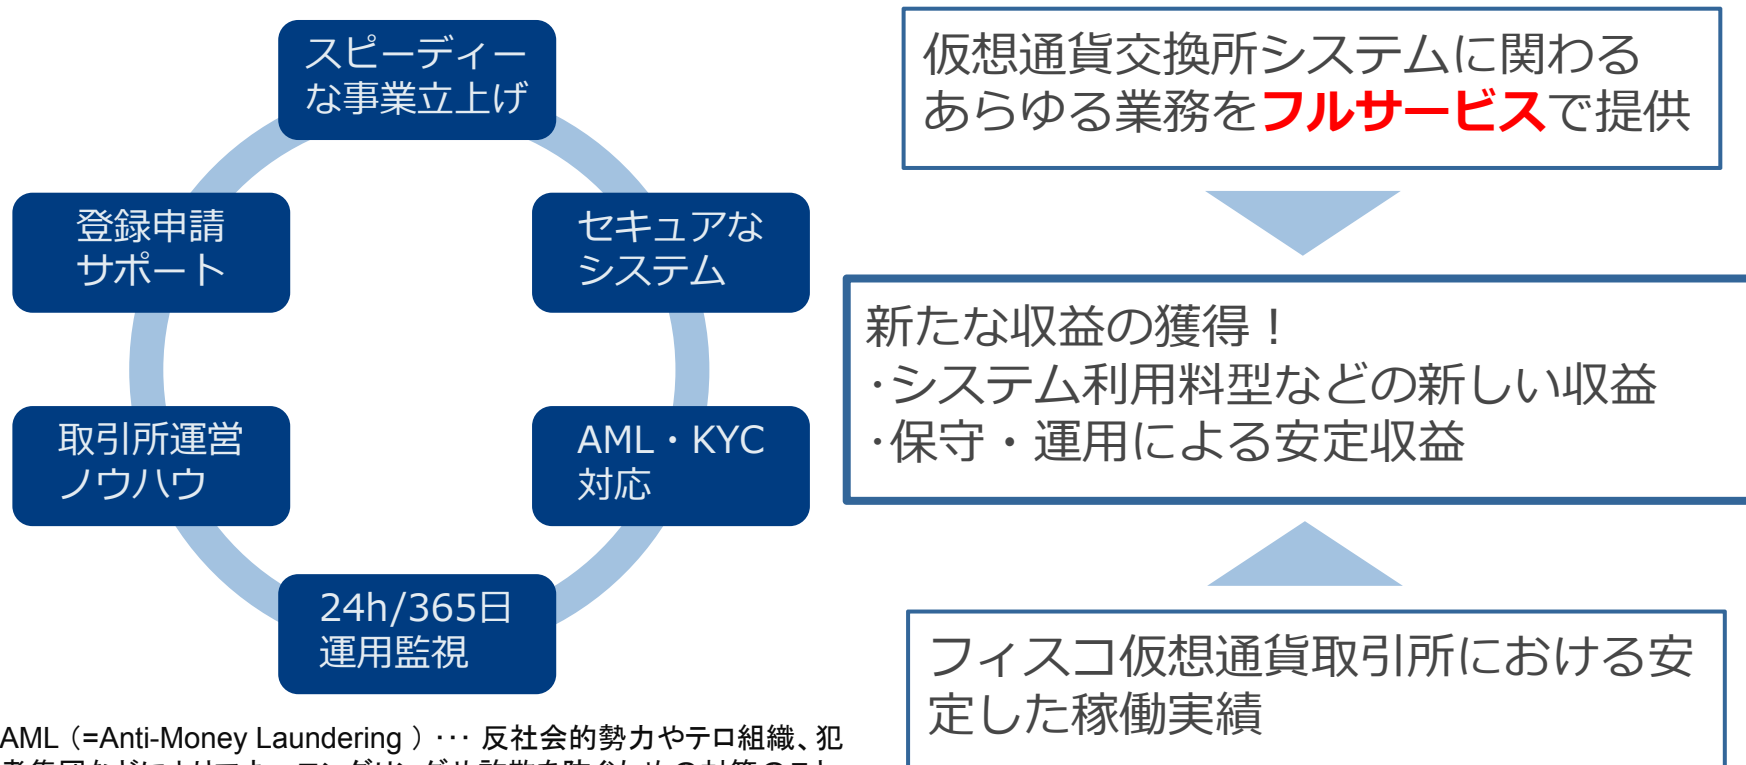 スピーディー
な事業立上げ
セキュアな
システム
AML・KYC
対応
24h/365日
運用監視
取引所運営
ノウハウ
登録申請
サポート
仮想通貨交換所システムに関わる
あらゆる業務をフルサービスで提供
新たな収益の獲得！
・システム利用料型などの新しい収益
・保守・運用による安定収益
フィスコ仮想通貨取引所における安
定した稼働実績
AML（=Anti-Money Laundering ）･･･ 反社会的勢力やテロ組織、犯